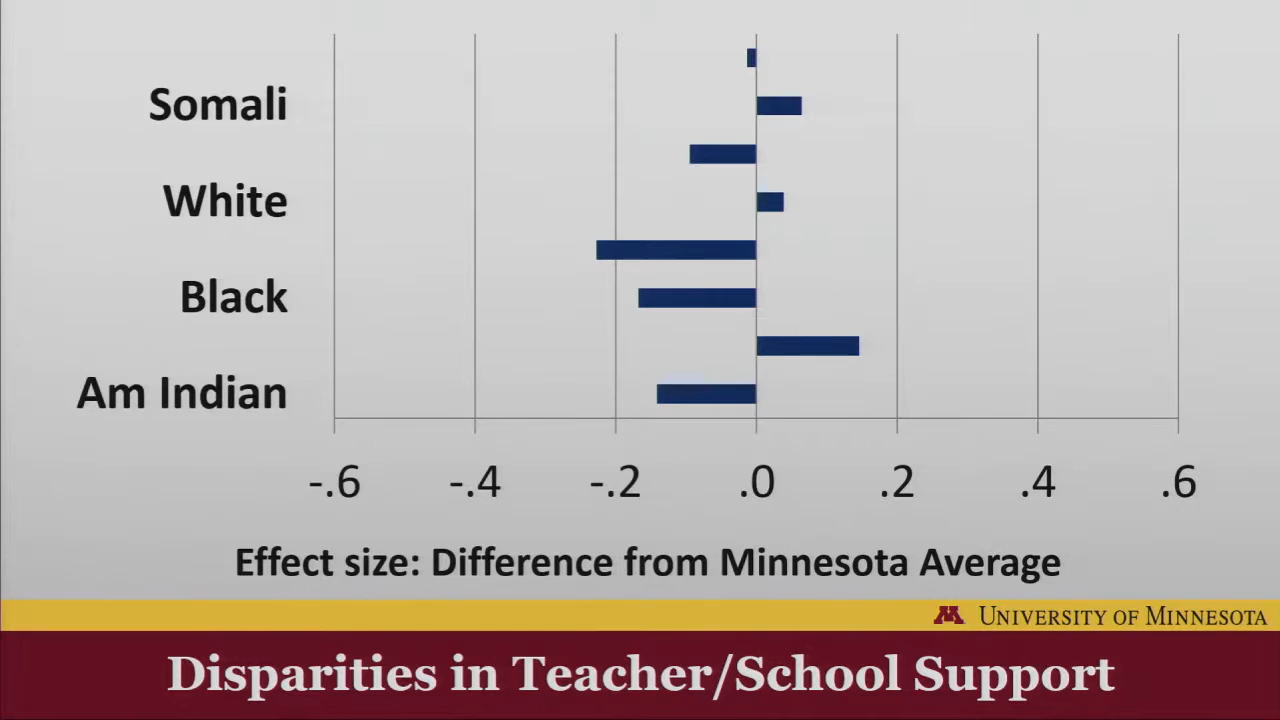 Somali
White
Black
Am Indian
-.6 -.4 -.2 .0 .2 .4 .6
Effect size: Difference from Minnesota Average
M UNIVERSITY OF MINNESOTA
Disparities in Teacher/School Support